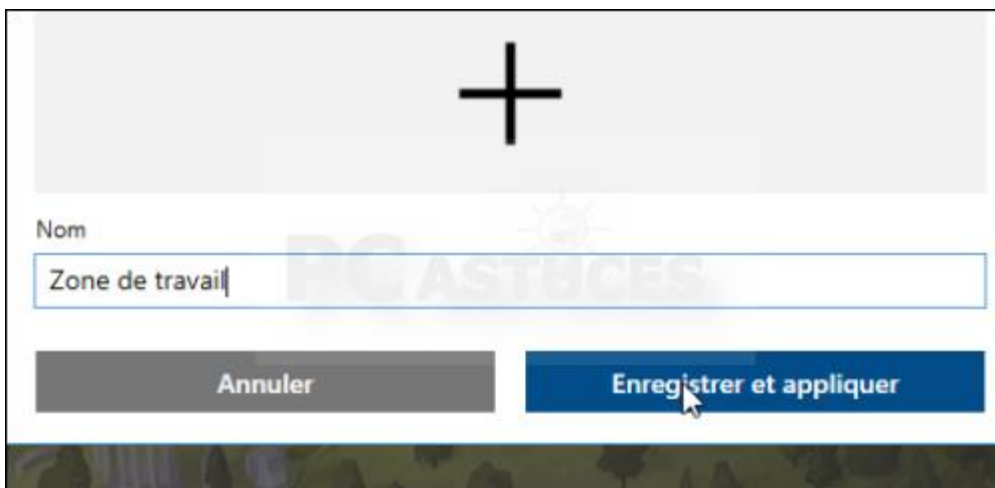 Nom
Zone de travail
PC ASTUCES
Annuler
Enregistrer et appliquer